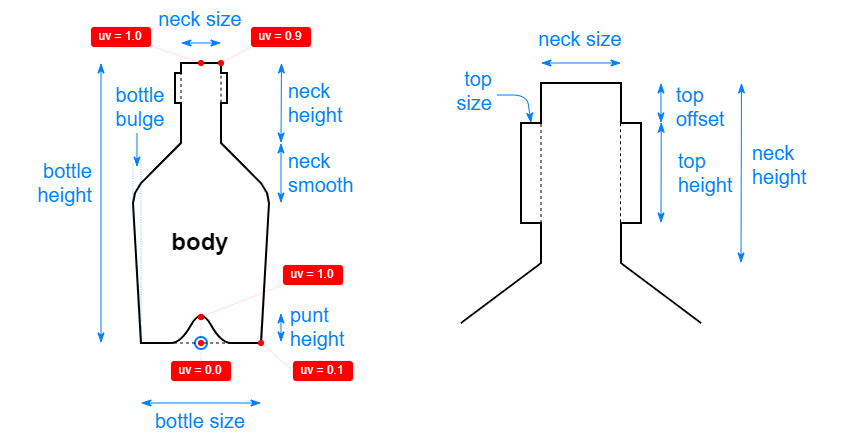 neck size
uv = 1.0
uv = 0.9
bottle
bulge
neck
height
bottle
height
neck
smooth
body
uv = 1.0
punt
height
uv = 0.0
uv = 0.1
bottle size
neck size
top
size
top
offset
top
height
neck
height